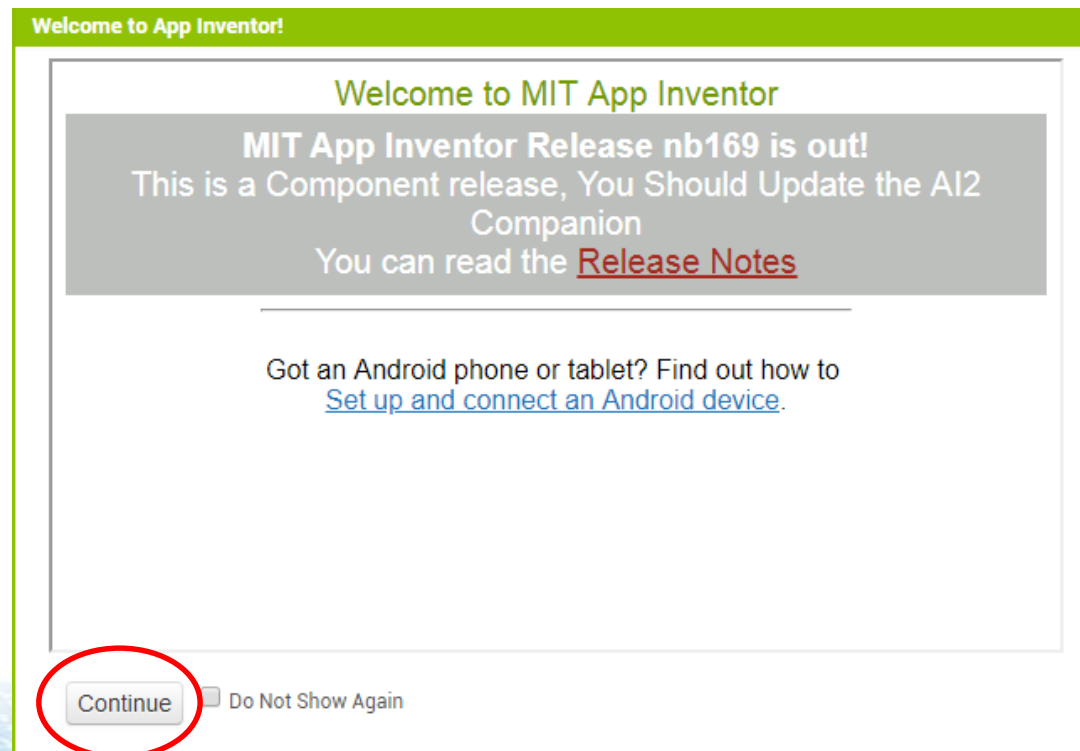 Welcome to App Inventor!
Welcome to MIT App Inventor
MIT App Inventor Release nb169 is out!
This is a Component release, You Should Update the AI2
Companion
You can read the Release Notes
Got an Android phone or tablet? Find out how to
Set up and connect an Android device.
Continue Do Not Show Again